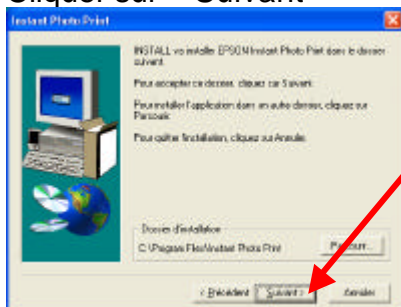 Cliquer sur Suivant
Instant Photo Print
INSTALL va installer EPSON Instant Photo Print dans le dossier
suivant.
Pour accepter ce dossier, cliquez sur Suivant.
Pour installer l'application dans un autre dossier, cliquez sur
Parcourir.
Pour quitter l'installation, cliquez sur Annuler.
Dossier d'installation
C:\Program Files\Instant Photo Print
< Précédent Suivant > Annuler